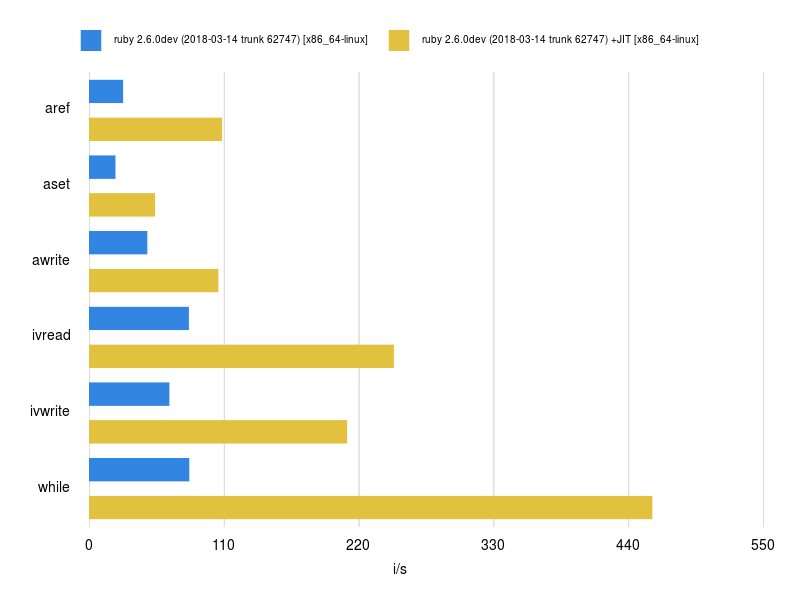 ruby 2.6.0dev (2018-03-14 trunk 62747) [x86_64-linux] ruby 2.6.0dev (2018-03-14 trunk 62747) +JIT [x86_64-linux]
aref
aset
awrite
ivread
ivwrite
while
0 110 220 330 440 550
i/s